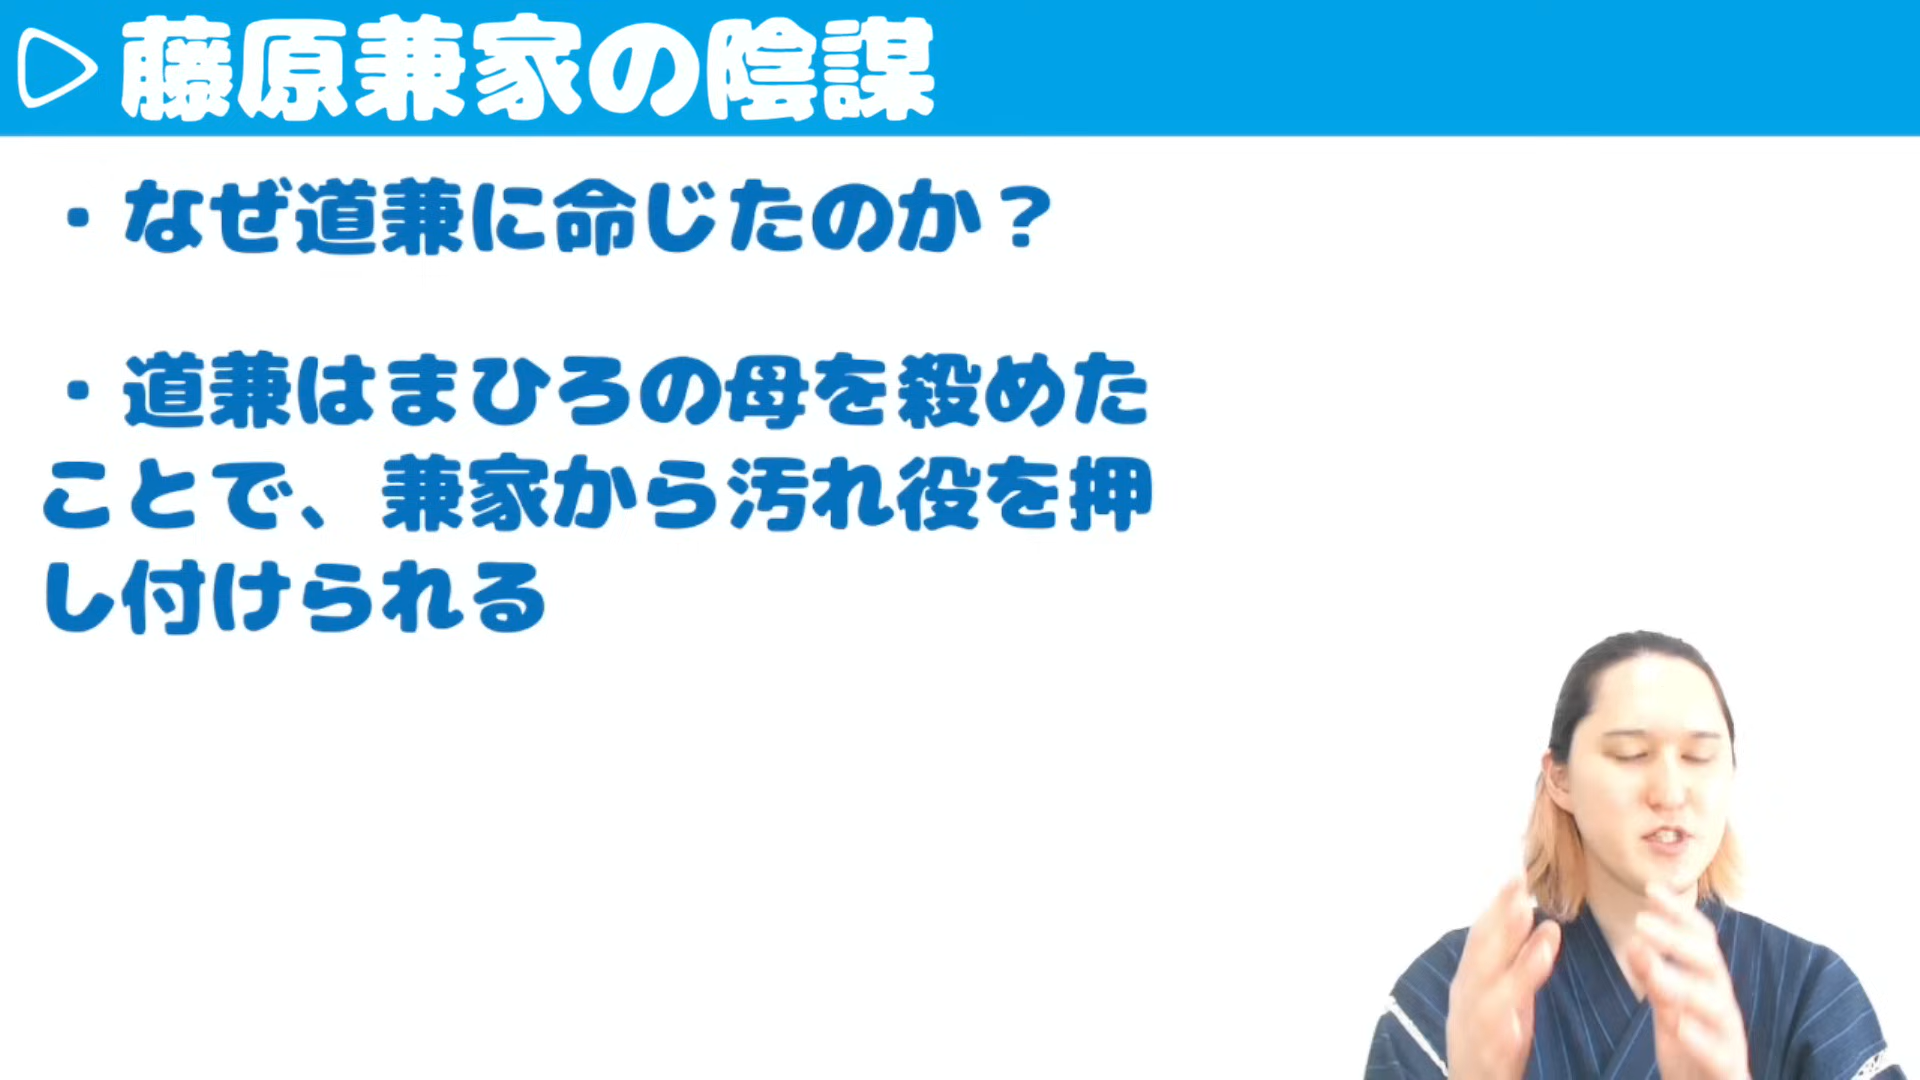 藤原兼家の陰謀
・なぜ道兼に命じたのか?
・道兼はまひろの母を殺めた
ことで、兼家から汚れ役を押
し付けられる